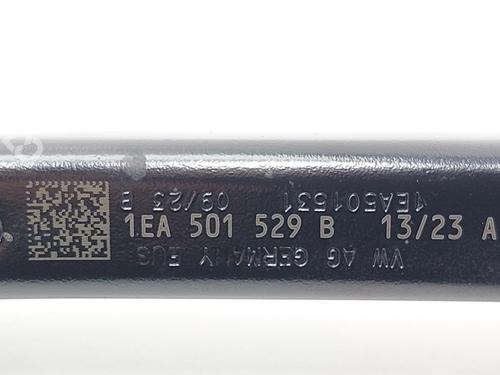 1EA501531 09/23 B
1EA 501 529 B 13/23 A
VW AG GERMANY EUS